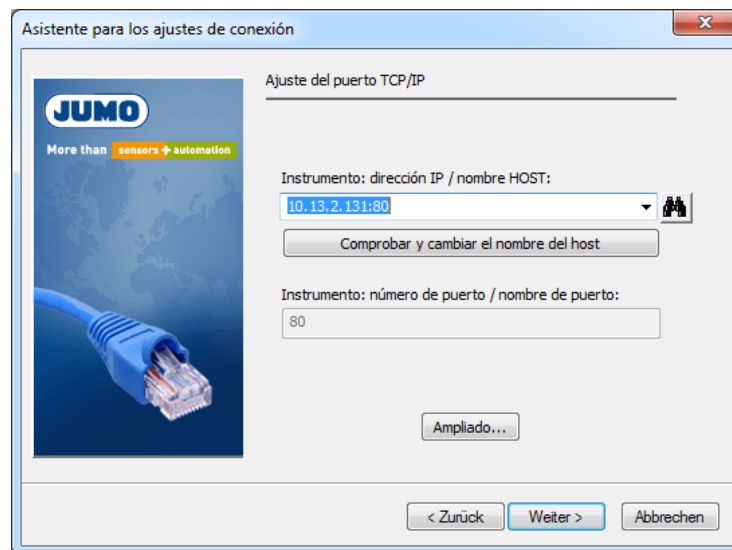 Asistente para los ajustes de conexión
JUMO
More than sensors + automation
Ajuste del puerto TCP/IP
Instrumento: dirección IP / nombre HOST:
10.13.2.131:80
Comprobar y cambiar el nombre del host
Instrumento: número de puerto / nombre de puerto:
80
Ampliado...
< Zurück
Weiter >
Abbrechen